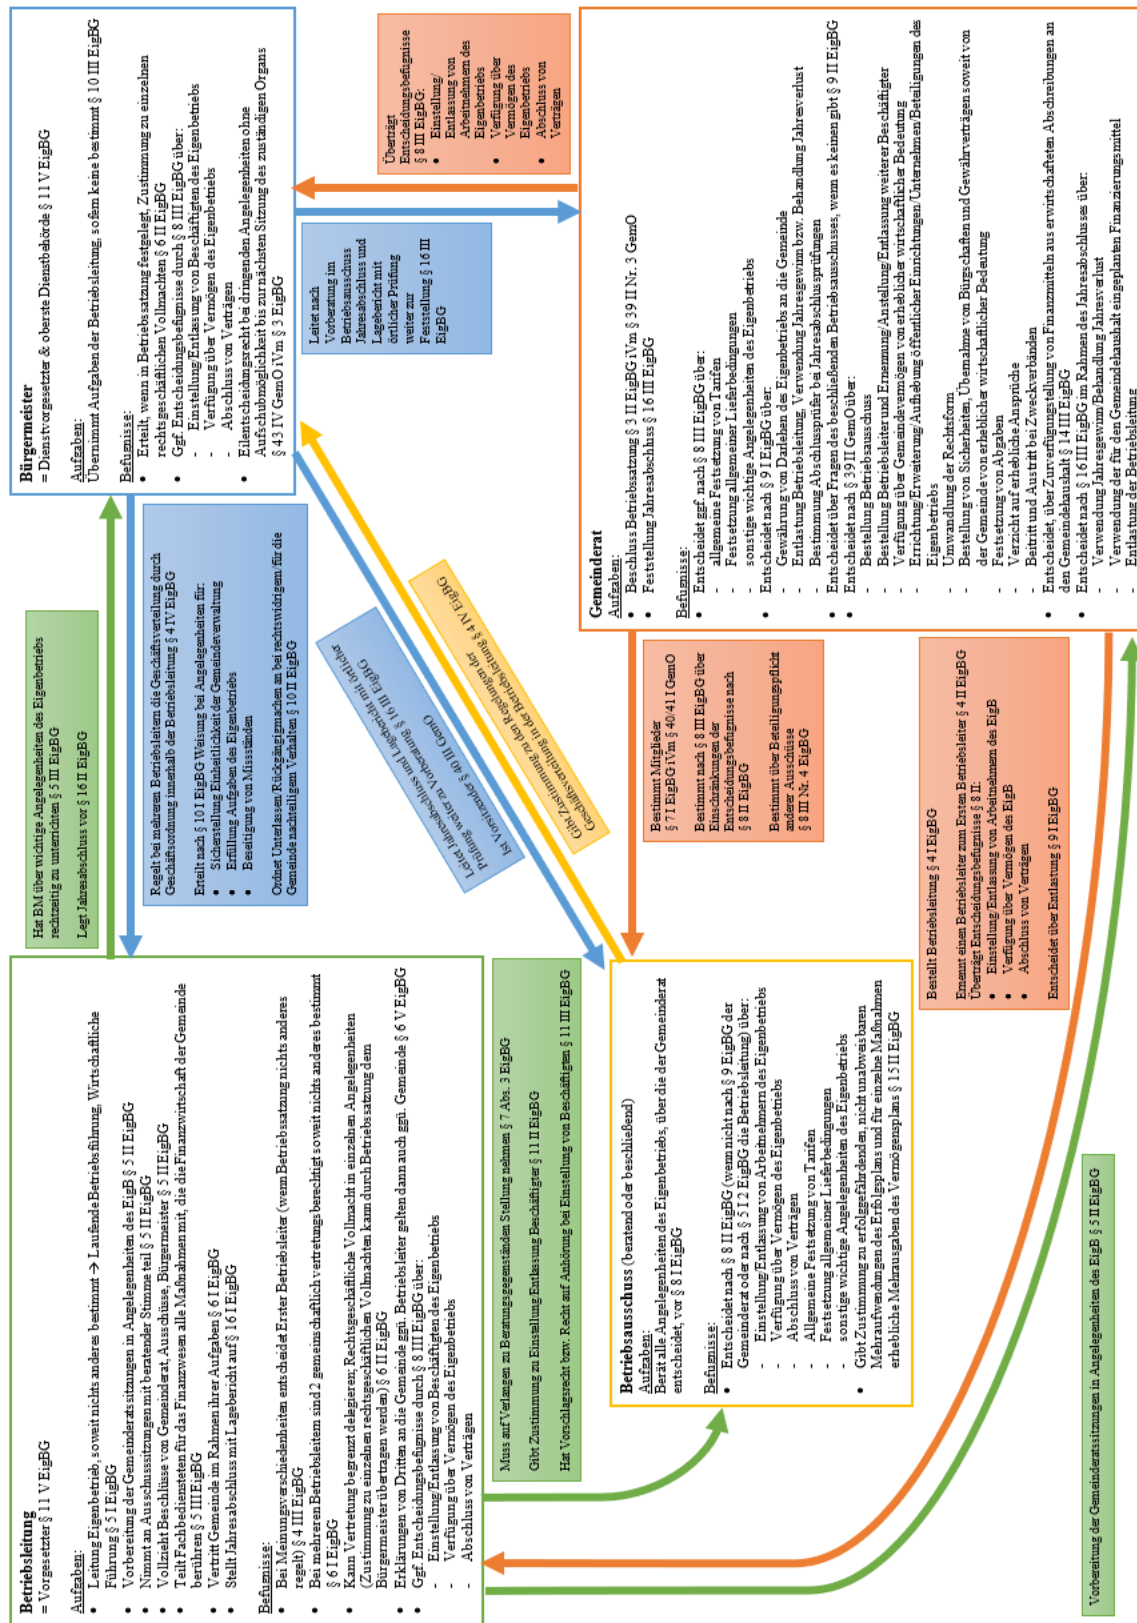 Betriebsleitung
= Vorgesetzter § 11 V EigBG
Aufgaben:
• Leitung Eigenbetrieb, soweit nichts anderes bestimmt → Laufende Betriebsführung, Wirtschaftliche
Führung § 5 I EigBG
• Vorbereitung der Gemeinderatssitzungen in Angelegenheiten des EigB § 5 II EigBG
• Nimmt an Ausschusssitzungen mit beratender Stimme teil § 5 II EigBG
• Vollzieht Beschlüsse von Gemeinderat, Ausschüsse, Bürgermeister § 5 II EigBG
• Teilt Fachbediensteten für das Finanzwesen alle Maßnahmen mit, die die Finanzwirtschaft der Gemeinde
berühren § 5 III EigBG
• Vertritt Gemeinde im Rahmen ihrer Aufgaben § 6 I EigBG
• Stellt Jahresabschluss mit Lagebericht auf § 16 I EigBG
Befugnisse:
• Bei Meinungsverschiedenheiten entscheidet Erster Betriebsleiter (wenn Betriebssatzung nichts anderes
regelt) § 4 III EigBG
• Bei mehreren Betriebsleitern sind 2 gemeinschaftlich vertretungsberechtigt soweit nichts anderes bestimmt
§ 6 I EigBG
• Kann Vertretung begrenzt delegieren; Rechtsgeschäftliche Vollmacht in einzelnen Angelegenheiten
(Zustimmung zu einzelnen rechtsgeschäftlichen Vollmachten kann durch Betriebssatzung dem
Bürgermeister übertragen werden) § 6 II EigBG
• Erklärungen von Dritten an die Gemeinde ggü. Betriebsleiter gelten dann auch ggü. Gemeinde § 6 V EigBG
• Ggf. Entscheidungsbefugnisse durch § 8 III EigBG über:
- Einstellung/Entlassung von Beschäftigten des Eigenbetriebs
- Verfügung über Vermögen des Eigenbetriebs
- Abschluss von Verträgen
Hat BM über wichtige Angelegenheiten des Eigenbetriebs
rechtzeitig zu unterrichten § 5 III EigBG
Legt Jahresabschluss vor § 16 II EigBG
Regelt bei mehreren Betriebsleitern die Geschäftsverteilung durch
Geschäftsordnung innerhalb der Betriebsleitung § 4 IV EigBG
Erteilt nach § 10 I EigBG Weisung bei Angelegenheiten für:
• Sicherstellung Einheitlichkeit der Gemeindeverwaltung
• Erfüllung Aufgaben des Eigenbetriebs
• Beseitigung von Missständen
Ordnet Unterlassen/Rückgängigmachen an bei rechtswidrigem/für die
Gemeinde nachteiligem Verhalten § 10 II EigBG
Bürgermeister
= Dienstvorgesetzter & oberste Dienstbehörde § 11 V EigBG
Aufgaben:
Übernimmt Aufgaben der Betriebsleitung, sofern keine bestimmt § 10 III EigBG
Befugnisse:
• Erteilt, wenn in Betriebssatzung festgelegt, Zustimmung zu einzelnen
rechtsgeschäftlichen Vollmachten § 6 II EigBG
• Ggf. Entscheidungsbefugnisse durch § 8 III EigBG über:
- Einstellung/Entlassung von Beschäftigten des Eigenbetriebs
- Verfügung über Vermögen des Eigenbetriebs
- Abschluss von Verträgen
• Eilentscheidungsrecht bei dringenden Angelegenheiten ohne
Aufschubmöglichkeit bis zur nächsten Sitzung des zuständigen Organs
§ 43 IV GemO iVm § 3 EigBG
Leitet Jahresabschluss und Lagebericht mit örtlicher
Prüfung weiter zu Vorberatung § 16 III EigBG
Ist Vorsitzender § 40 III GemO
Gibt Zustimmung zu den Regelungen der
Geschäftsverteilung in der Betriebsleitung § 4 IV EigBG
Leitet nach
Vorberatung im
Betriebsausschuss
Jahresabschluss und
Lagebericht mit
örtlicher Prüfung
weiter zur
Feststellung § 16 III
EigBG
Überträgt
Entscheidungsbefugnisse
§ 8 III EigBG:
• Einstellung/
Entlassung von
Arbeitnehmern des
Eigenbetriebs
• Verfügung über
Vermögen des
Eigenbetriebs
• Abschluss von
Verträgen
Muss auf Verlangen zu Beratungsgegenständen Stellung nehmen § 7 Abs. 3 EigBG
Gibt Zustimmung zu Einstellung/Entlassung Beschäftigter § 11 II EigBG
Hat Vorschlagsrecht bzw. Recht auf Anhörung bei Einstellung von Beschäftigten § 11 III EigBG
Betriebsausschuss (beratend oder beschließend)
Aufgaben:
Berät alle Angelegenheiten des Eigenbetriebs, über die der Gemeinderat
entscheidet, vor § 8 I EigBG
Befugnisse:
• Entscheidet nach § 8 II EigBG (wenn nicht nach § 9 EigBG der
Gemeinderat oder nach § 5 I 2 EigBG die Betriebsleitung) über:
- Einstellung/Entlassung von Arbeitnehmern des Eigenbetriebs
- Verfügung über Vermögen des Eigenbetriebs
- Abschluss von Verträgen
- Allgemeine Festsetzung von Tarifen
- Festsetzung allgemeiner Lieferbedingungen
- sonstige wichtige Angelegenheiten des Eigenbetriebs
• Gibt Zustimmung zu erfolggefährdenden, nicht unabweisbaren
Mehraufwendungen des Erfolgsplans und für einzelne Maßnahmen
erhebliche Mehrausgaben des Vermögensplans § 15 II EigBG
Bestimmt Mitglieder
§ 7 I EigBG iVm § 40/41 I GemO
Bestimmt nach § 8 III EigBG über
Einschränkungen der
Entscheidungsbefugnisse nach
§ 8 II EigBG
Bestimmt über Beteiligungspflicht
anderer Ausschüsse
§ 8 III Nr. 4 EigBG
Gemeinderat
Aufgaben:
• Beschluss Betriebssatzung § 3 II EigBG iVm § 39 II Nr. 3 GemO
• Feststellung Jahresabschluss § 16 III EigBG
Befugnisse:
• Entscheidet ggf. nach § 8 III EigBG über:
- allgemeine Festsetzung von Tarifen
- Festsetzung allgemeiner Lieferbedingungen
- sonstige wichtige Angelegenheiten des Eigenbetriebs
• Entscheidet nach § 9 I EigBG über:
- Gewährung von Darlehen des Eigenbetriebs an die Gemeinde
- Entlastung Betriebsleitung, Verwendung Jahresgewinn bzw. Behandlung Jahresverlust
- Bestimmung Abschlussprüfer bei Jahresabschlussprüfungen
• Entscheidet über Fragen des beschließenden Betriebsausschusses, wenn es keinen gibt § 9 II EigBG
• Entscheidet nach § 39 II GemO über:
- Bestellung Betriebsausschuss
- Bestellung Betriebsleiter und Ernennung/Anstellung/Entlassung weiterer Beschäftigter
- Verfügung über Gemeindevermögen von erheblicher wirtschaftlicher Bedeutung
- Errichtung/Erweiterung/Aufhebung öffentlicher Einrichtungen/Unternehmen/Beteiligungen des
Eigenbetriebs
- Umwandlung der Rechtsform
- Bestellung von Sicherheiten, Übernahme von Bürgschaften und Gewährverträgen soweit von
der Gemeinde von erheblicher wirtschaftlicher Bedeutung
- Festsetzung von Abgaben
- Verzicht auf erhebliche Ansprüche
- Beitritt und Austritt bei Zweckverbänden
• Entscheidet, über Zurverfügungstellung von Finanzmitteln aus erwirtschafteten Abschreibungen an
den Gemeindehaushalt § 14 III EigBG
• Entscheidet nach § 16 III EigBG im Rahmen des Jahresabschlusses über:
- Verwendung Jahresgewinn/Behandlung Jahresverlust
- Verwendung der für den Gemeindehaushalt eingeplanten Finanzierungsmittel
- Entlastung der Betriebsleitung
Bestellt Betriebsleitung § 4 I EigBG
Ernennt einen Betriebsleiter zum Ersten Betriebsleiter § 4 II EigBG
Überträgt Entscheidungsbefugnisse § 8 II:
• Einstellung/Entlassung von Arbeitnehmern des EigB
• Verfügung über Vermögen des EigB
• Abschluss von Verträgen
Entscheidet über Entlastung § 9 I EigBG
Vorbereitung der Gemeinderatssitzungen in Angelegenheiten des EigB § 5 II EigBG